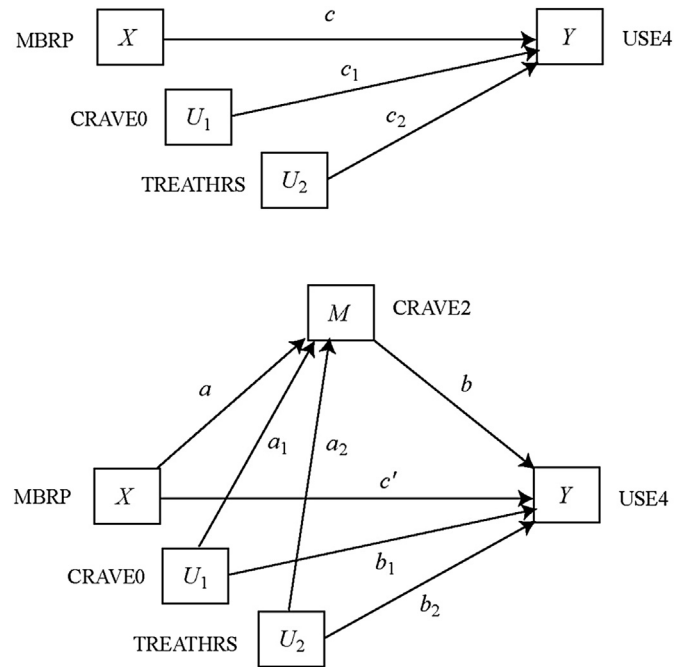 c
MBRP X Y USE4
c₁
CRAVE0 U₁
c₂
TREATHRS U₂
M CRAVE2
a b
a₁ a₂
MBRP X c′ Y USE4
CRAVE0 U₁ b₁
b₂
TREATHRS U₂